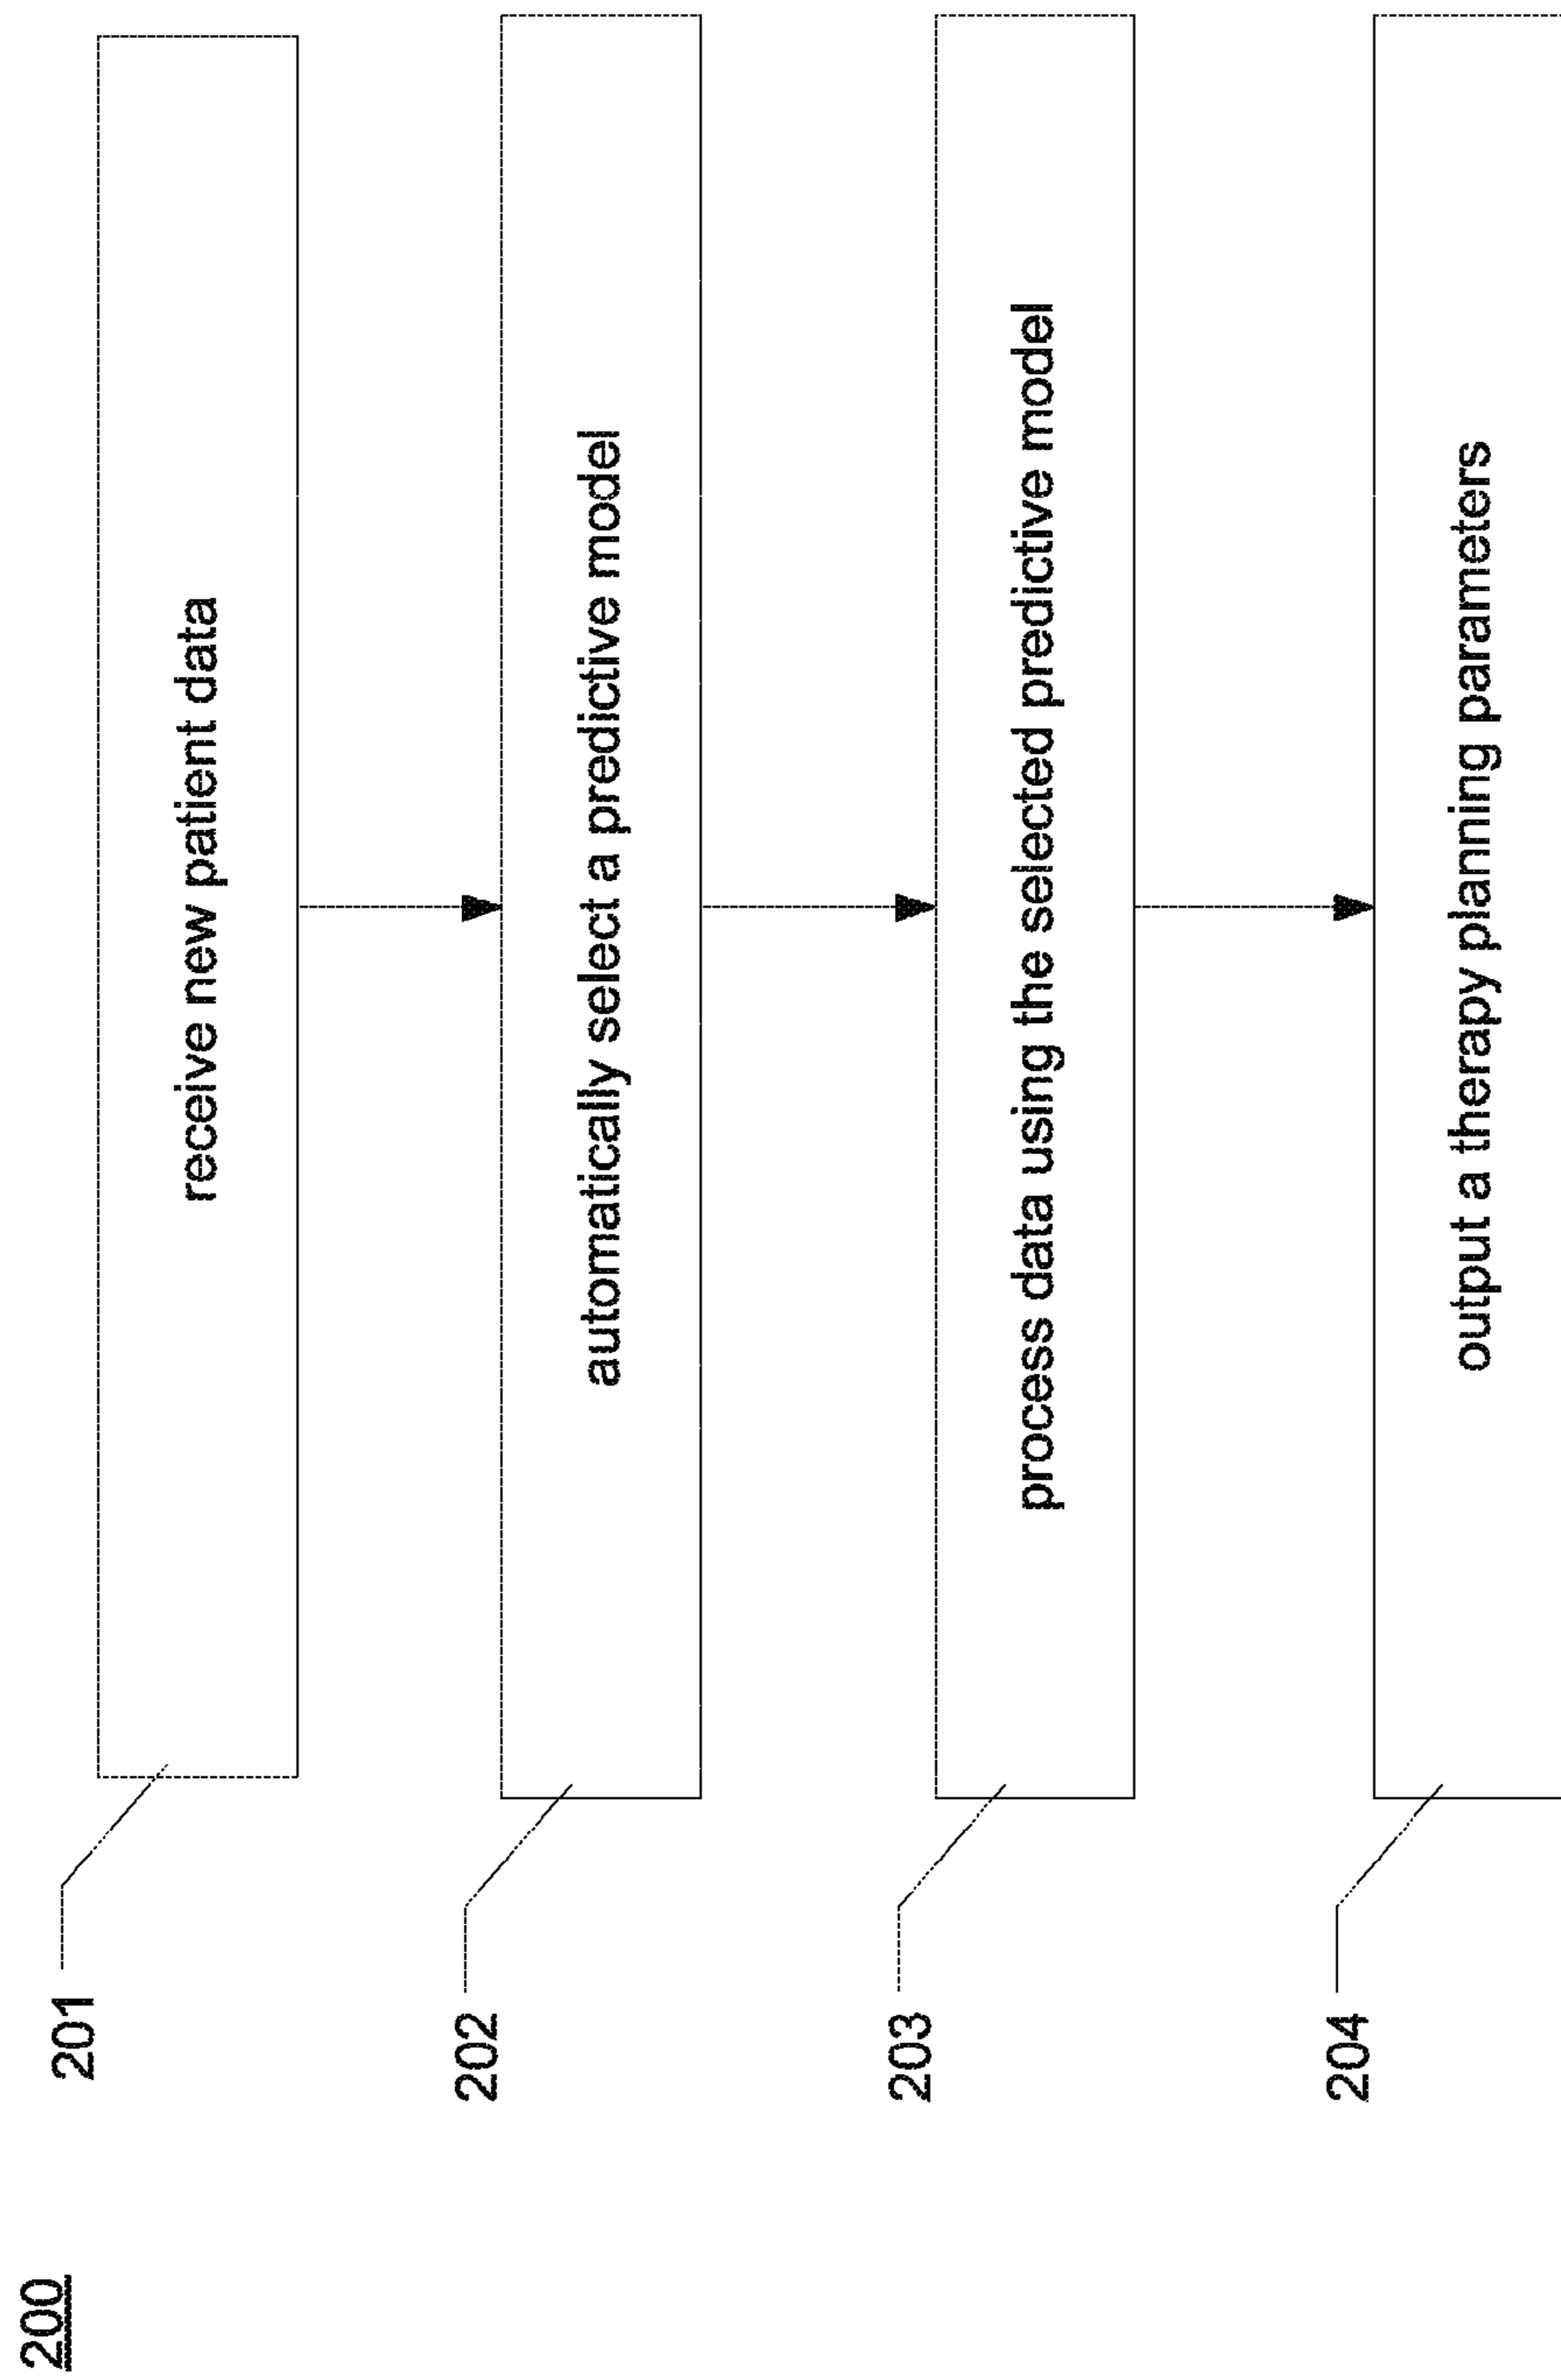 200
201
receive new patient data
202
automatically select a predictive model
203
process data using the selected predictive model
204
output a therapy planning parameters